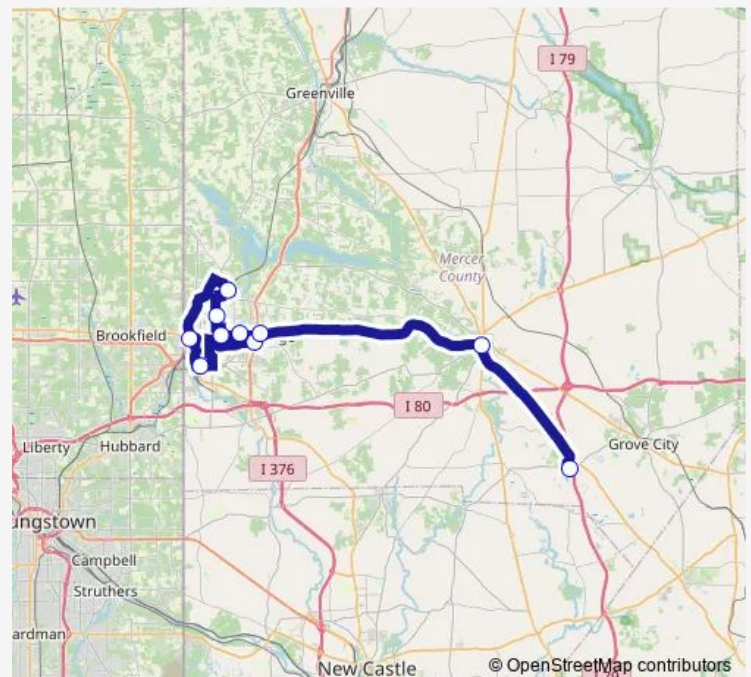 I 79
Greenville
Mercer
County
Brookfield
I 80
Liberty
Hubbard
Grove City
I 376
ungstown
Campbell
Struthers
ardman
New Castle
© OpenStreetMap contributors